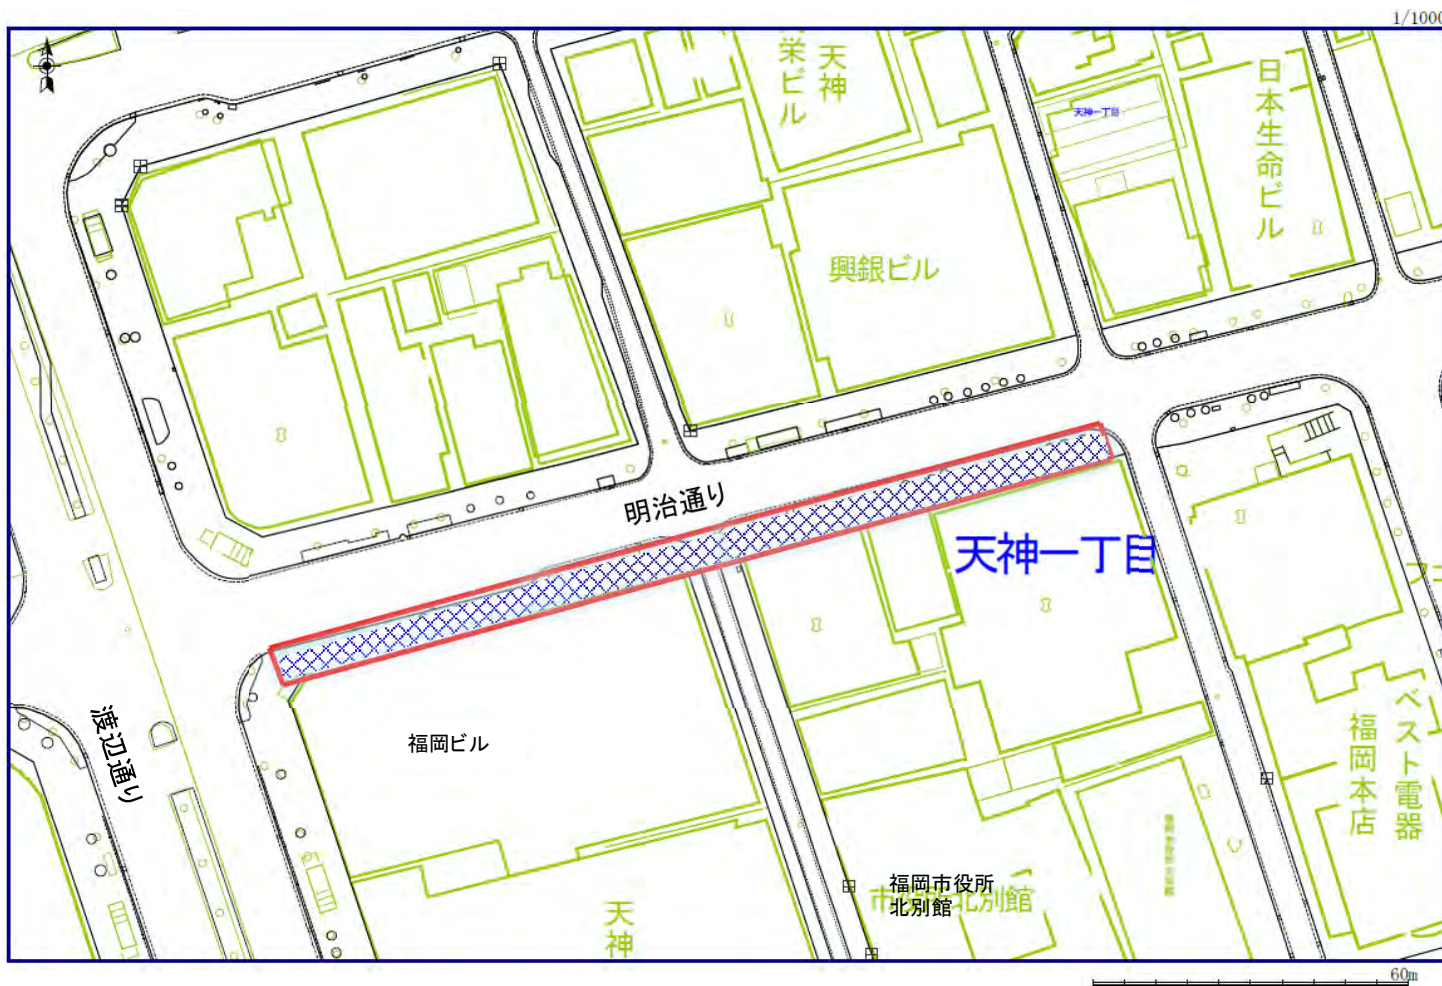 1/1000
栄ビル
天神
天神一丁目
日本生命ビル
興銀ビル
明治通り
天神一丁目
渡辺通り
福岡ビル
ベスト電器
福岡本店
福岡市役所
北別館
北別館
天神
60m